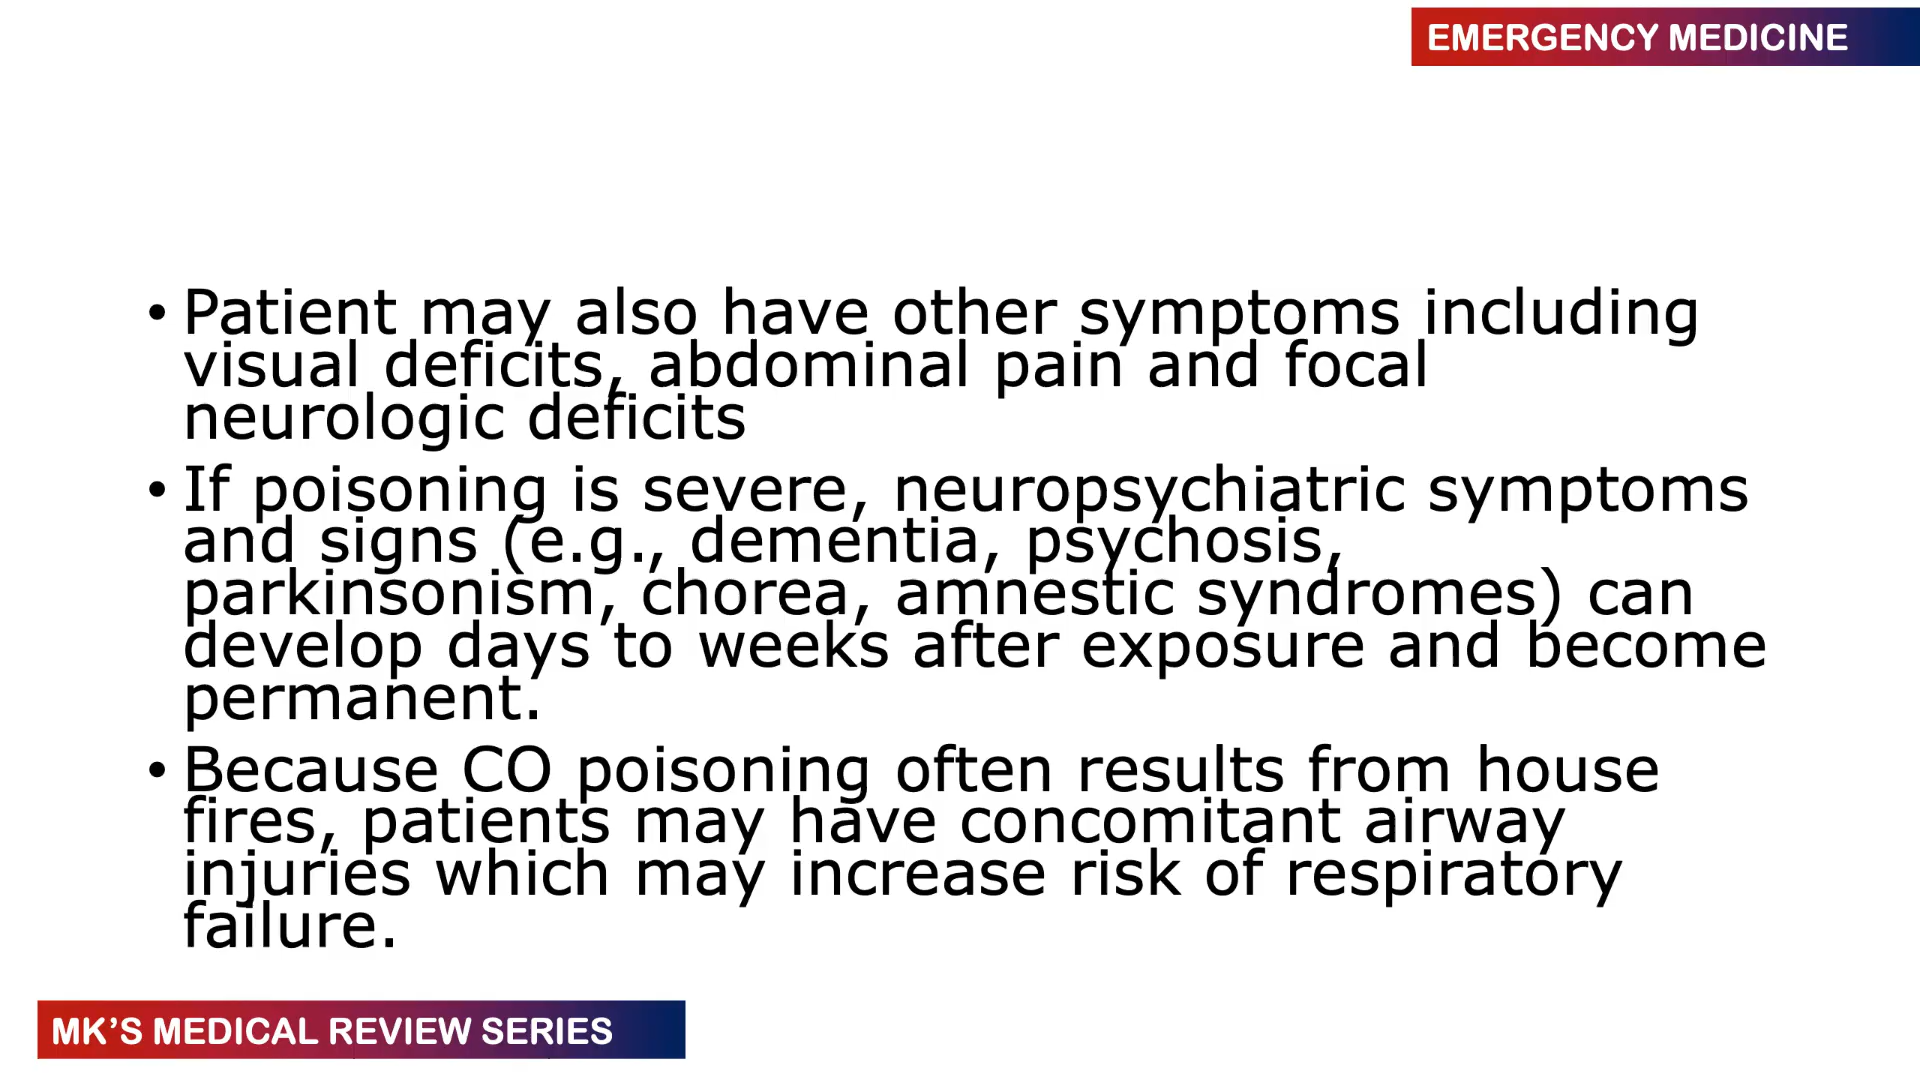 EMERGENCY MEDICINE
• Patient may also have other symptoms including
visual deficits, abdominal pain and focal
neurologic deficits
• If poisoning is severe, neuropsychiatric symptoms
and signs (e.g., dementia, psychosis,
parkinsonism, chorea, amnestic syndromes) can
develop days to weeks after exposure and become
permanent.
• Because CO poisoning often results from house
fires, patients may have concomitant airway
injuries which may increase risk of respiratory
failure.
MK’S MEDICAL REVIEW SERIES